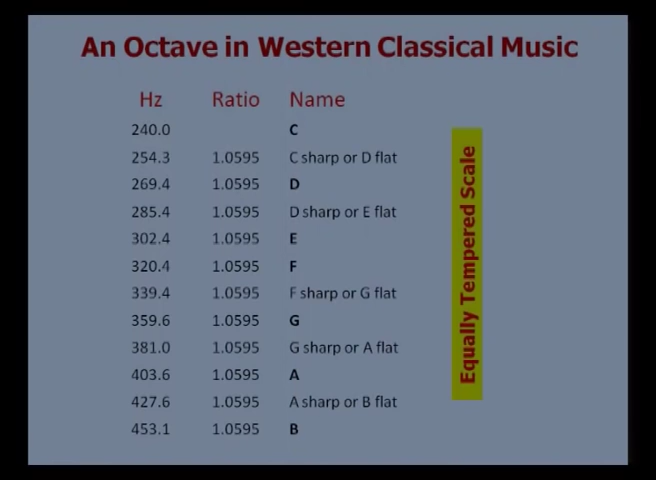 An Octave in Western Classical Music
Hz Ratio Name
240.0 C
254.3 1.0595 C sharp or D flat
269.4 1.0595 D
285.4 1.0595 D sharp or E flat
302.4 1.0595 E
320.4 1.0595 F
339.4 1.0595 F sharp or G flat
359.6 1.0595 G
381.0 1.0595 G sharp or A flat
403.6 1.0595 A
427.6 1.0595 A sharp or B flat
453.1 1.0595 B
Equally Tempered Scale